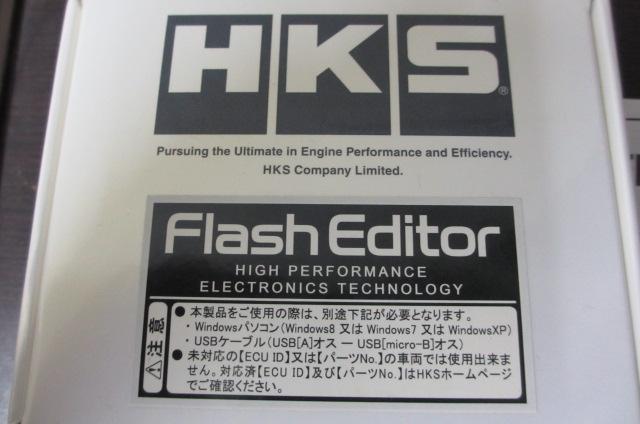 HKS®
Pursuing the Ultimate in Engine Performance and Efficiency.
HKS Company Limited.
Flash Editor
HIGH PERFORMANCE
ELECTRONICS TECHNOLOGY
⚠注意
●本製品をご使用の際は、別途下記が必要となります。
・Windowsパソコン(Windows8 又は Windows7 又は WindowsXP)
・USBケーブル(USB[A]オス ー USB[micro-B]オス)
●未対応の【ECU ID】又は【パーツNo.】の車両では使用出来ま
せん。対応済【ECU ID】及び【パーツNo.】はHKSホームページ
でご確認ください。